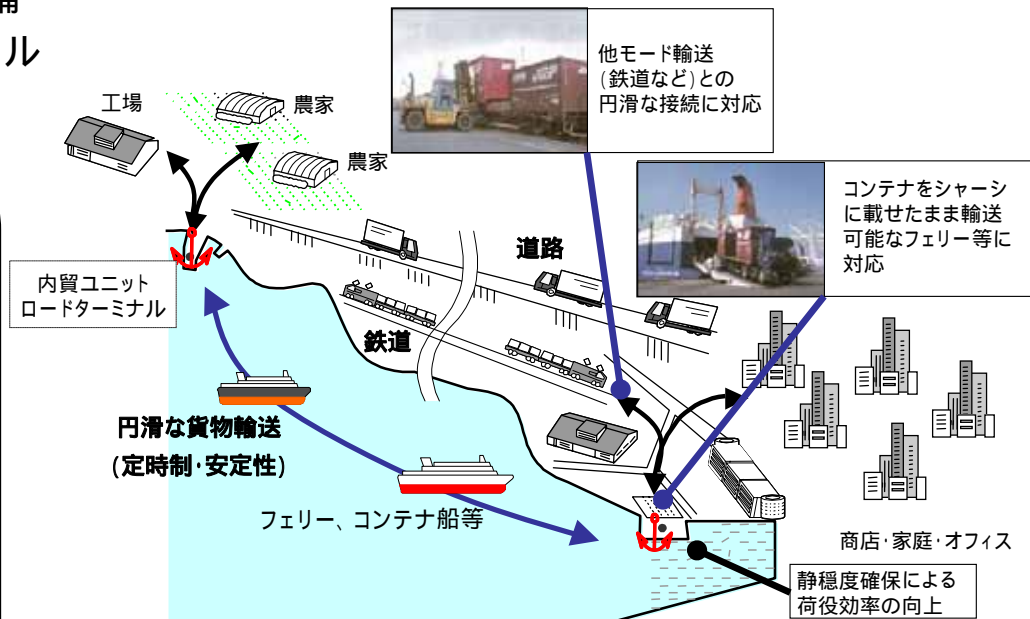 ル
工場
農家
農家
他モード輸送
(鉄道など)との
円滑な接続に対応
コンテナをシャーシ
に載せたまま輸送
可能なフェリー等に
対応
道路
内貿ユニット
ロードターミナル
鉄道
円滑な貨物輸送
(定時制･安定性)
フェリー、コンテナ船等
商店･家庭･オフィス
静穏度確保による
荷役効率の向上